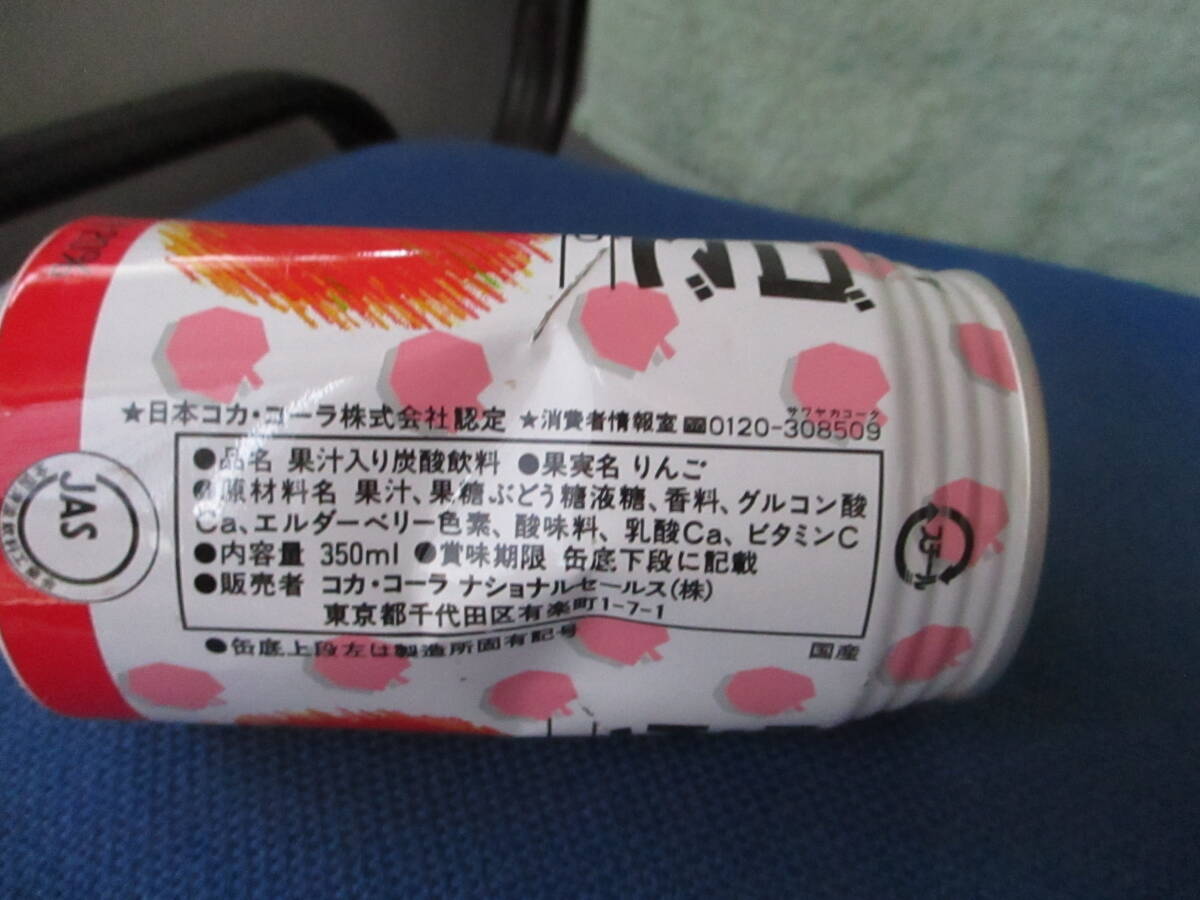 ★日本コカ・コーラ株式会社認定 ★消費者情報室 0120-308509
サワヤカコーク
●品名 果汁入り炭酸飲料 ●果実名 りんご
●原材料名 果汁、果糖ぶどう糖液糖、香料、グルコン酸
Ca、エルダーベリー色素、酸味料、乳酸Ca、ビタミンC
●内容量 350ml ●賞味期限 缶底下段に記載
●販売者 コカ・コーラ ナショナルセールス(株)
東京都千代田区有楽町1-7-1
●缶底上段左は製造所固有記号
国産
JAS
スチール